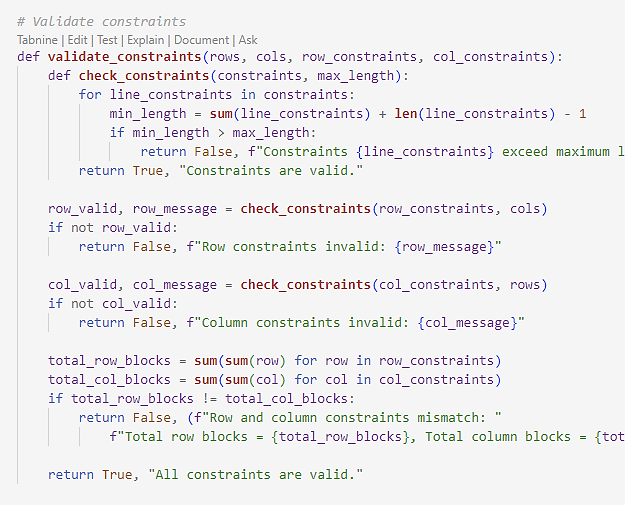 # Validate constraints
Tabnine | Edit | Test | Explain | Document | Ask
def validate_constraints(rows, cols, row_constraints, col_constraints):
    def check_constraints(constraints, max_length):
        for line_constraints in constraints:
            min_length = sum(line_constraints) + len(line_constraints) - 1
            if min_length > max_length:
                return False, f"Constraints {line_constraints} exceed maximum l
        return True, "Constraints are valid."
    row_valid, row_message = check_constraints(row_constraints, cols)
    if not row_valid:
        return False, f"Row constraints invalid: {row_message}"
    col_valid, col_message = check_constraints(col_constraints, rows)
    if not col_valid:
        return False, f"Column constraints invalid: {col_message}"
    total_row_blocks = sum(sum(row) for row in row_constraints)
    total_col_blocks = sum(sum(col) for col in col_constraints)
    if total_row_blocks != total_col_blocks:
        return False, (f"Row and column constraints mismatch: "
            f"Total row blocks = {total_row_blocks}, Total column blocks = {tot
    return True, "All constraints are valid."